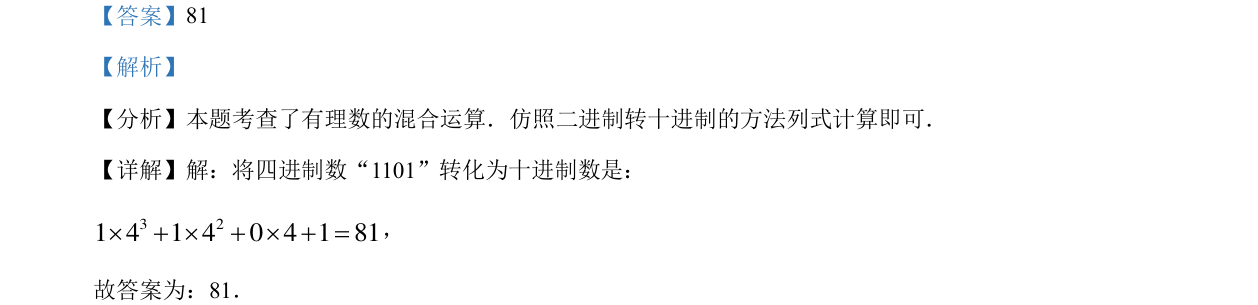 【答案】81
【解析】
【分析】本题考查了有理数的混合运算．仿照二进制转十进制的方法列式计算即可．
【详解】解：将四进制数“1101”转化为十进制数是：
1×4³+1×4²+0×4+1=81，
故答案为：81．